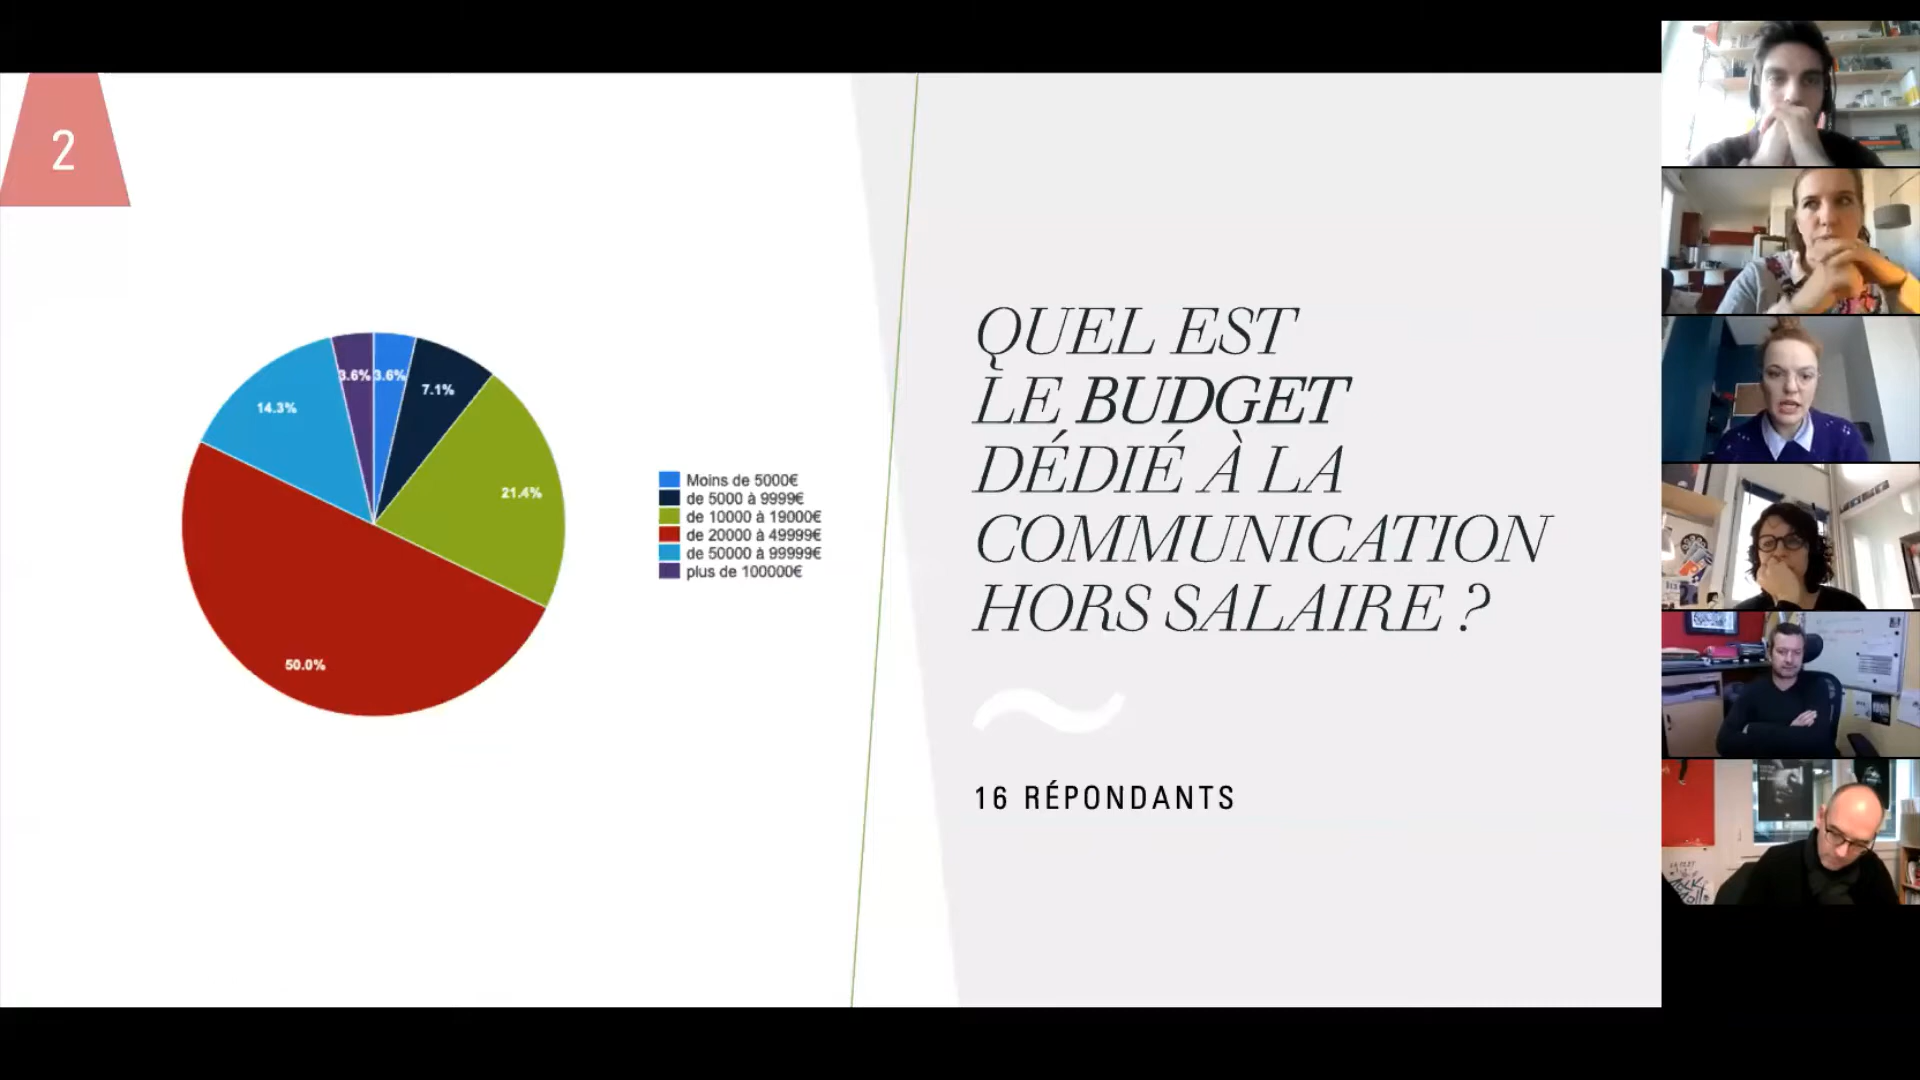 2
3.6%
3.6%
7.1%
14.3%
21.4%
50.0%
Moins de 5000€
de 5000 à 9999€
de 10000 à 19000€
de 20000 à 49999€
de 50000 à 99999€
plus de 100000€
QUEL EST
LE BUDGET
DÉDIÉ À LA
COMMUNICATION
HORS SALAIRE ?
16 RÉPONDANTS